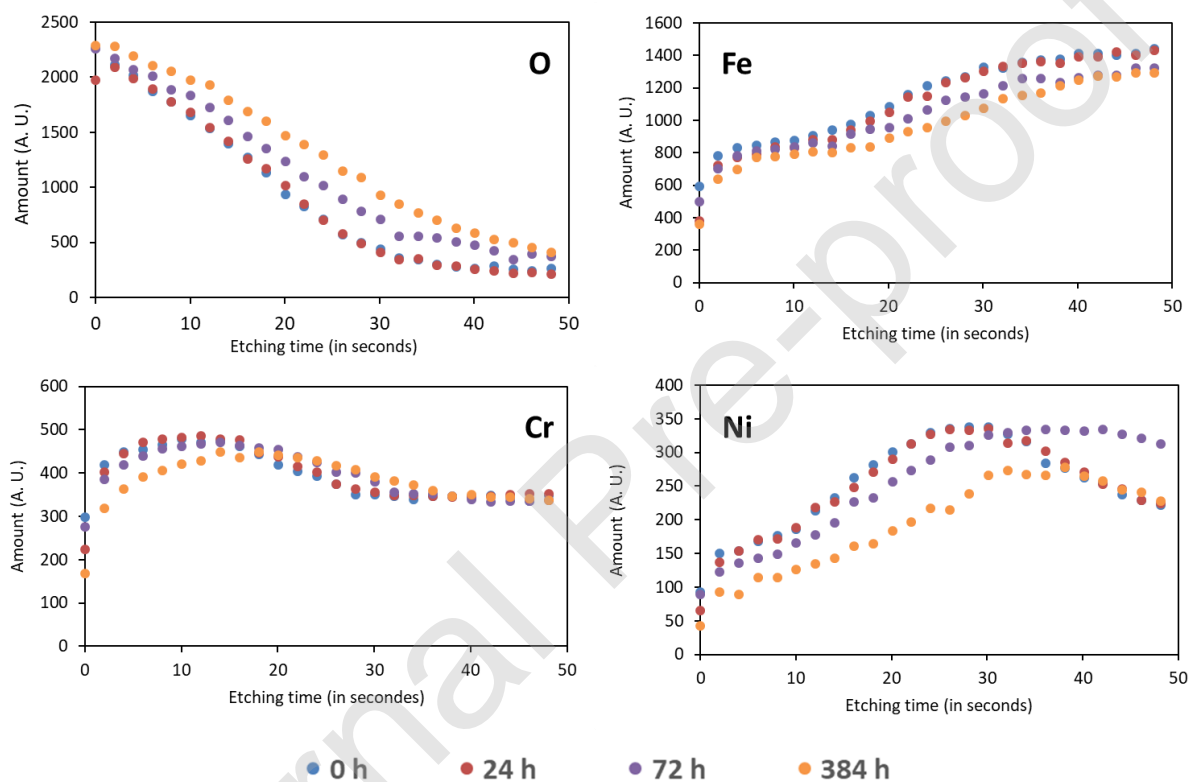 2500
2000
1500
1000
500
0
0 10 20 30 40 50
Amount (A. U.)
Etching time (in seconds)
O
1600
1400
1200
1000
800
600
400
200
0
0 10 20 30 40 50
Amount (A. U.)
Etching time (in seconds)
Fe
600
500
400
300
200
100
0
0 10 20 30 40 50
Amount (A. U.)
Etching time (in secondes)
Cr
400
350
300
250
200
150
100
50
0
0 10 20 30 40 50
Amount (A. U.)
Etching time (in seconds)
Ni
0 h 24 h 72 h 384 h
rnal Pre-proof